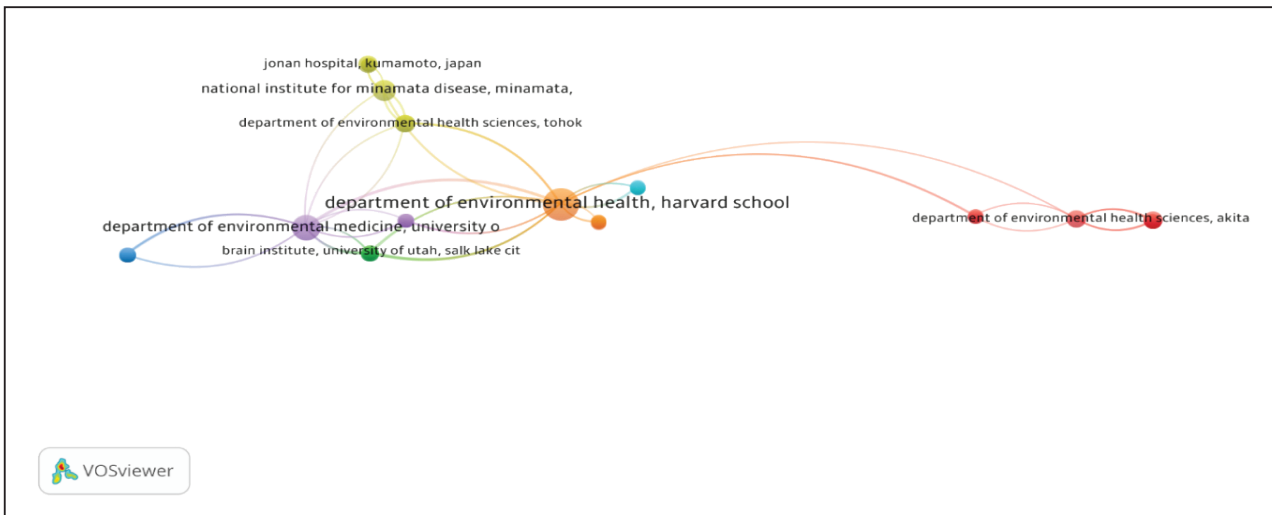 jonan hospital, kumamoto, japan
national institute for minamata disease, minamata,
department of environmental health sciences, tohok
department of environmental health, harvard school
department of environmental health sciences, akita
department of environmental medicine, university o
brain institute, university of utah, salk lake cit
VOSviewer